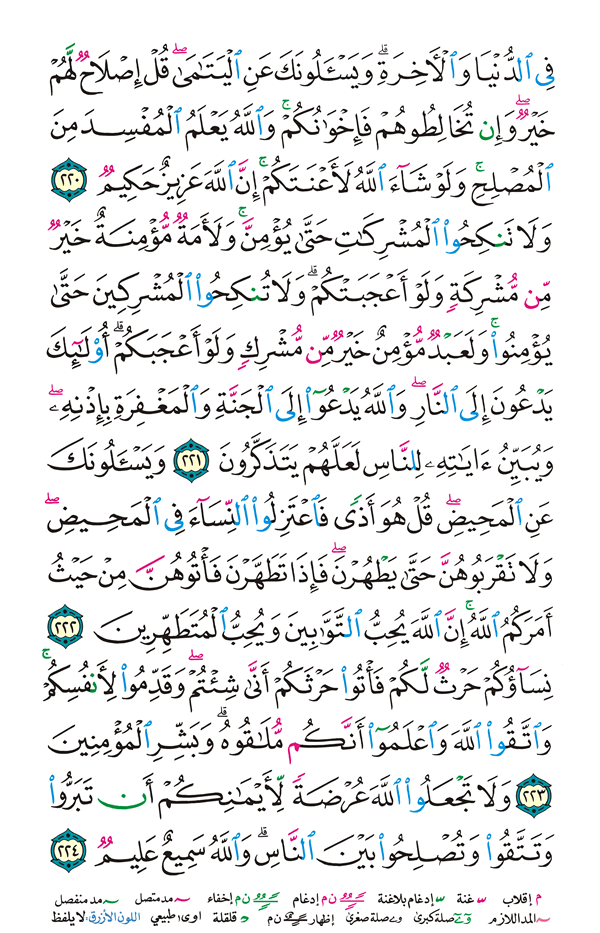 فِي ٱلدُّنْيَا وَٱلْأَخِرَةِۗ وَيَسْـَٔلُونَكَ عَنِ ٱلْيَتَٰمَىٰۖ قُلْ إِصْلَاحٌ لَّهُمْ
خَيْرٌۖ وَإِن تُخَالِطُوهُمْ فَإِخْوَٰنُكُمْۚ وَٱللَّهُ يَعْلَمُ ٱلْمُفْسِدَ مِنَ
ٱلْمُصْلِحِۚ وَلَوْ شَآءَ ٱللَّهُ لَأَعْنَتَكُمْۚ إِنَّ ٱللَّهَ عَزِيزٌ حَكِيمٌ ٢٢٠
وَلَا تَنكِحُوا۟ ٱلْمُشْرِكَٰتِ حَتَّىٰ يُؤْمِنَّۚ وَلَأَمَةٌ مُّؤْمِنَةٌ خَيْرٌ
مِّن مُّشْرِكَةٍ وَلَوْ أَعْجَبَتْكُمْۗ وَلَا تُنكِحُوا۟ ٱلْمُشْرِكِينَ حَتَّىٰ
يُؤْمِنُوا۟ۚ وَلَعَبْدٌ مُّؤْمِنٌ خَيْرٌ مِّن مُّشْرِكٍ وَلَوْ أَعْجَبَكُمْۗ أُو۟لَٰٓئِكَ
يَدْعُونَ إِلَى ٱلنَّارِۖ وَٱللَّهُ يَدْعُوٓا۟ إِلَى ٱلْجَنَّةِ وَٱلْمَغْفِرَةِ بِإِذْنِهِۦۖ
وَيُبَيِّنُ ءَايَٰتِهِۦ لِلنَّاسِ لَعَلَّهُمْ يَتَذَكَّرُونَ ٢٢١ وَيَسْـَٔلُونَكَ
عَنِ ٱلْمَحِيضِۖ قُلْ هُوَ أَذًى فَٱعْتَزِلُوا۟ ٱلنِّسَآءَ فِي ٱلْمَحِيضِۖ
وَلَا تَقْرَبُوهُنَّ حَتَّىٰ يَطْهُرْنَۖ فَإِذَا تَطَهَّرْنَ فَأْتُوهُنَّ مِنْ حَيْثُ
أَمَرَكُمُ ٱللَّهُۚ إِنَّ ٱللَّهَ يُحِبُّ ٱلتَّوَّٰبِينَ وَيُحِبُّ ٱلْمُتَطَهِّرِينَ ٢٢٢
نِسَآؤُكُمْ حَرْثٌ لَّكُمْ فَأْتُوا۟ حَرْثَكُمْ أَنَّىٰ شِئْتُمْۖ وَقَدِّمُوا۟ لِأَنفُسِكُمْۚ
وَٱتَّقُوا۟ ٱللَّهَ وَٱعْلَمُوٓا۟ أَنَّكُم مُّلَٰقُوهُۗ وَبَشِّرِ ٱلْمُؤْمِنِينَ
٢٢٣ وَلَا تَجْعَلُوا۟ ٱللَّهَ عُرْضَةً لِّأَيْمَٰنِكُمْ أَن تَبَرُّوا۟
وَتَتَّقُوا۟ وَتُصْلِحُوا۟ بَيْنَ ٱلنَّاسِۗ وَٱللَّهُ سَمِيعٌ عَلِيمٌ ٢٢٤
م إقلاب غنة إدغام بلاغنة ن م إدغام ن م إخفاء مد متصل مد منفصل
المد اللازم صلة كبرى صلة صغرى إظهار ن م قلقلة اوى طبيعي اللون الأزرق: لا يلفظ